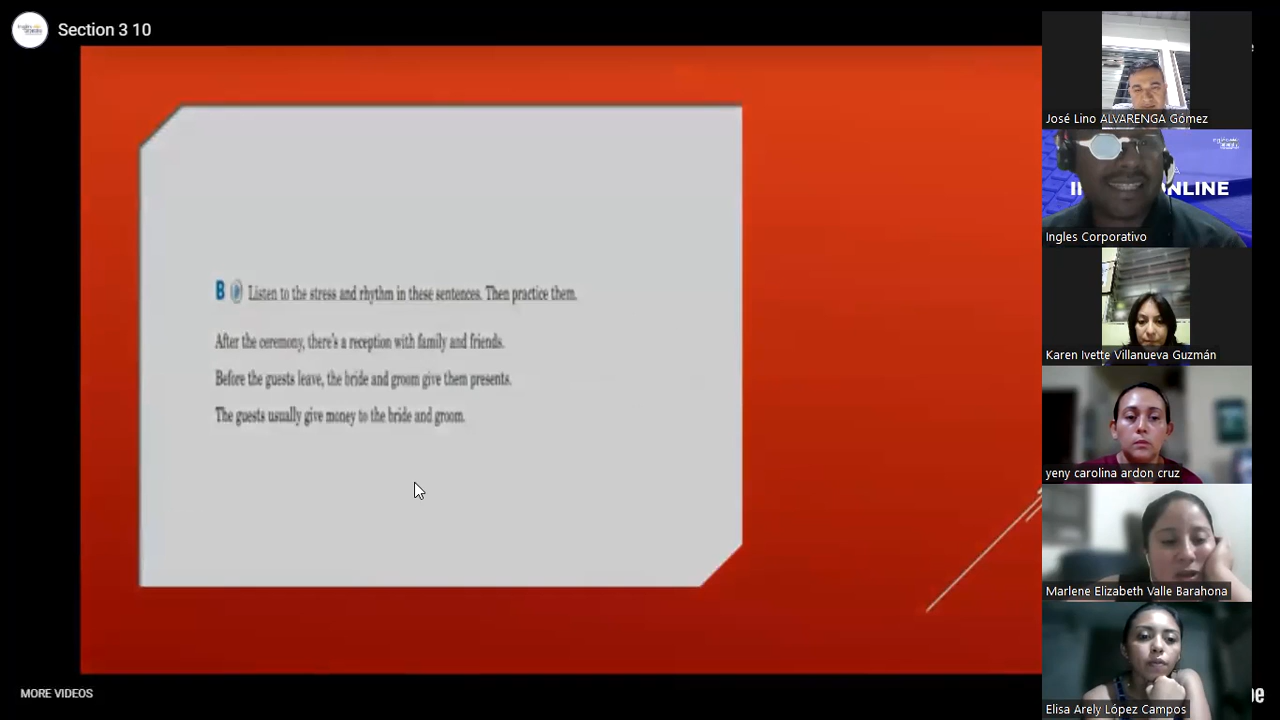 Section 3 10
B Listen to the stress and rhythm in these sentences. Then practice them.
After the ceremony, there's a reception with family and friends.
Before the guests leave, the bride and groom give them presents.
The guests usually give money to the bride and groom.
MORE VIDEOS
José Lino ALVARENGA Gómez
NLINE
Ingles Corporativo
Karen Ivette Villanueva Guzmán
yeny carolina ardon cruz
Marlene Elizabeth Valle Barahona
Elisa Arely López Campos